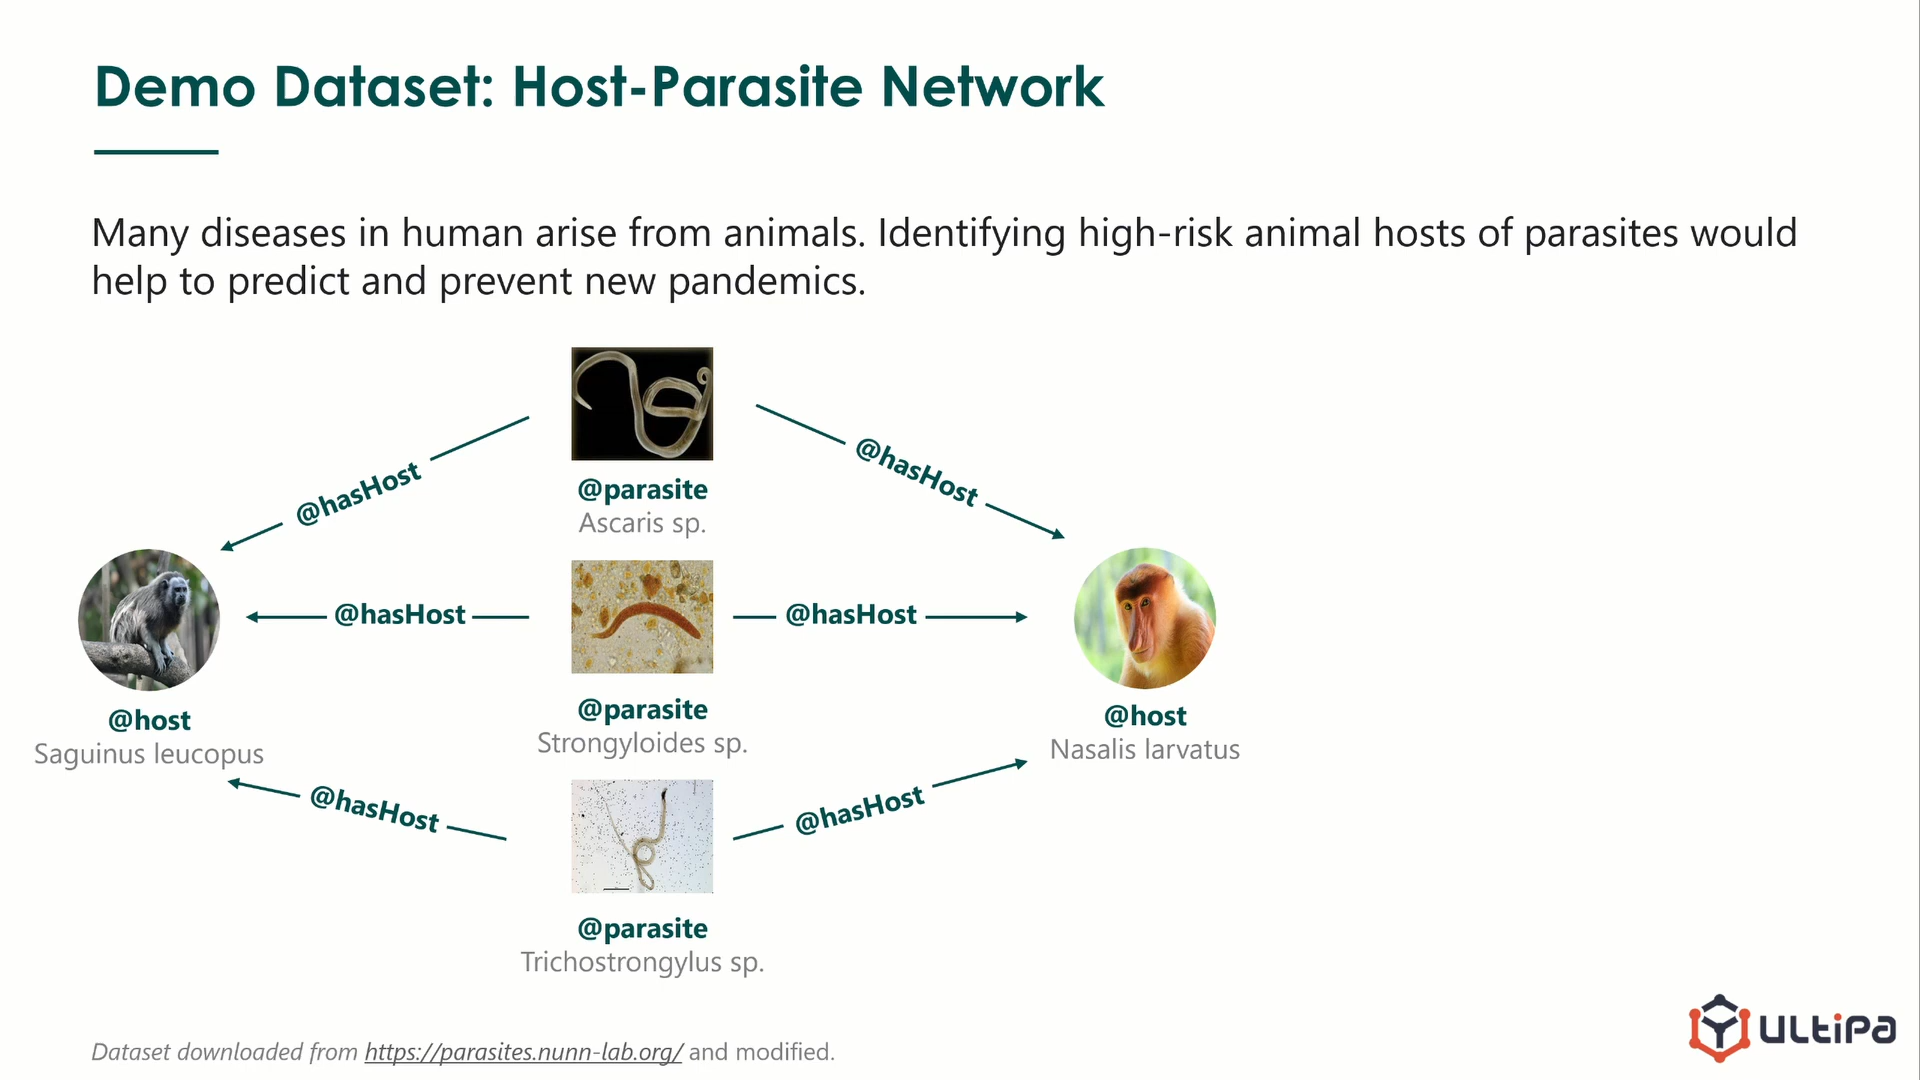 Demo Dataset: Host-Parasite Network
Many diseases in human arise from animals. Identifying high-risk animal hosts of parasites would
help to predict and prevent new pandemics.
@hasHost
@hasHost
@parasite
Ascaris sp.
@hasHost
@hasHost
@host
Saguinus leucopus
@parasite
Strongyloides sp.
@host
Nasalis larvatus
@hasHost
@hasHost
@parasite
Trichostrongylus sp.
ULTIPA
Dataset downloaded from https://parasites.nunn-lab.org/ and modified.